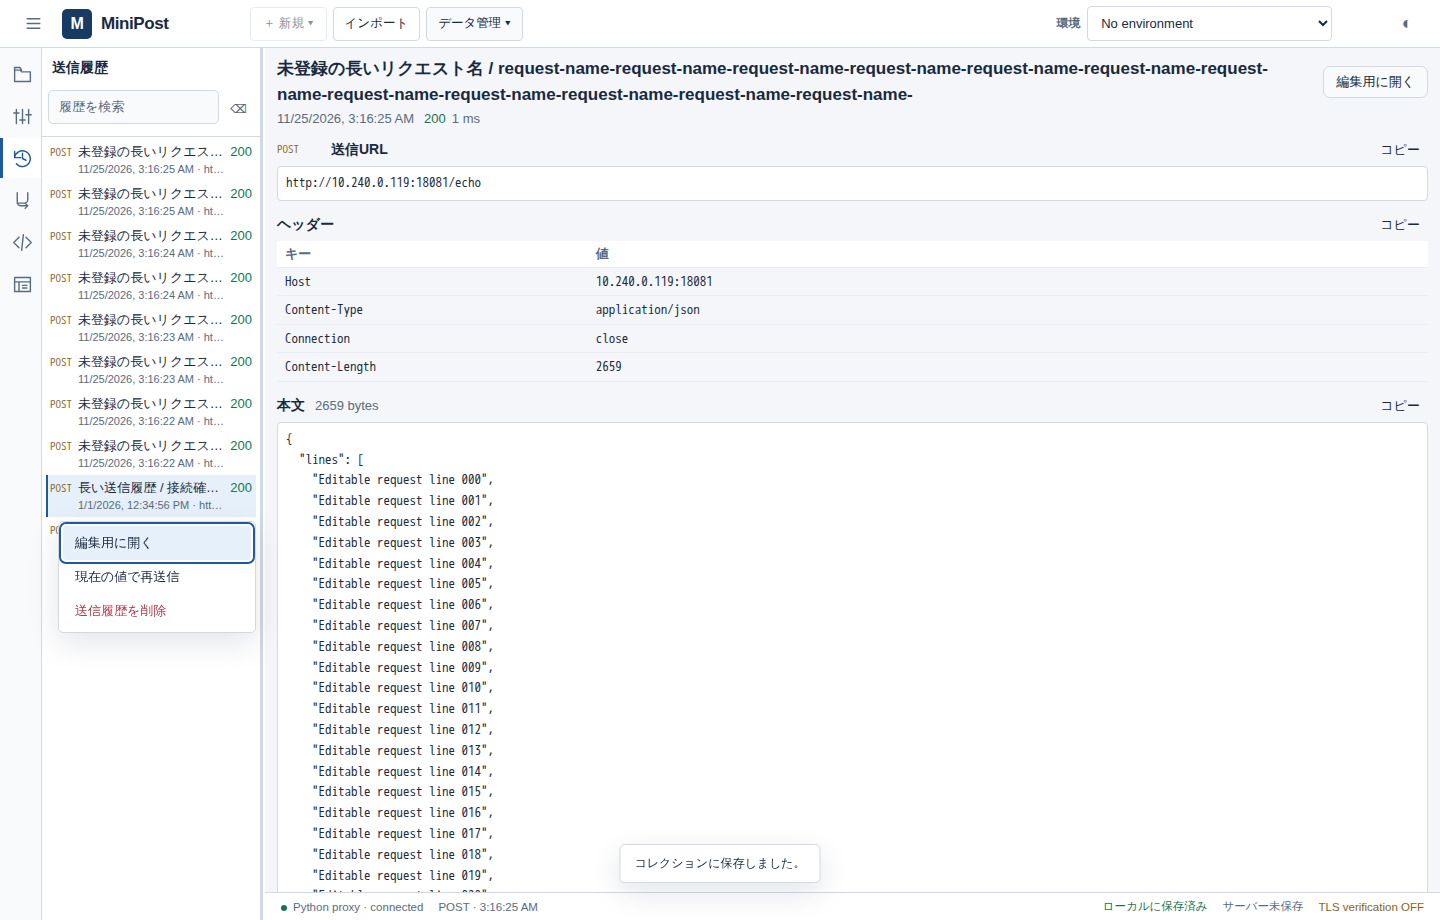 M MiniPost
＋ 新規 ▾
インポート
データ管理 ▾
環境
No environment
送信履歴
履歴を検索
POST 未登録の長いリクエス… 200
11/25/2026, 3:16:25 AM · ht…
POST 未登録の長いリクエス… 200
11/25/2026, 3:16:25 AM · ht…
POST 未登録の長いリクエス… 200
11/25/2026, 3:16:24 AM · ht…
POST 未登録の長いリクエス… 200
11/25/2026, 3:16:24 AM · ht…
POST 未登録の長いリクエス… 200
11/25/2026, 3:16:23 AM · ht…
POST 未登録の長いリクエス… 200
11/25/2026, 3:16:23 AM · ht…
POST 未登録の長いリクエス… 200
11/25/2026, 3:16:22 AM · ht…
POST 未登録の長いリクエス… 200
11/25/2026, 3:16:22 AM · ht…
POST 長い送信履歴 / 接続確… 200
1/1/2026, 12:34:56 PM · htt…
編集用に開く
現在の値で再送信
送信履歴を削除
未登録の長いリクエスト名 / request-name-request-name-request-name-request-name-request-name-request-name-request-
name-request-name-request-name-request-name-request-name-request-name-
編集用に開く
11/25/2026, 3:16:25 AM 200 1 ms
POST 送信URL コピー
http://10.240.0.119:18081/echo
ヘッダー コピー
キー 値
Host 10.240.0.119:18081
Content-Type application/json
Connection close
Content-Length 2659
本文 2659 bytes コピー
{
"lines": [
"Editable request line 000",
"Editable request line 001",
"Editable request line 002",
"Editable request line 003",
"Editable request line 004",
"Editable request line 005",
"Editable request line 006",
"Editable request line 007",
"Editable request line 008",
"Editable request line 009",
"Editable request line 010",
"Editable request line 011",
"Editable request line 012",
"Editable request line 013",
"Editable request line 014",
"Editable request line 015",
"Editable request line 016",
"Editable request line 017",
"Editable request line 018",
"Editable request line 019",
コレクションに保存しました。
Python proxy · connected POST · 3:16:25 AM
ローカルに保存済み サーバー未保存 TLS verification OFF